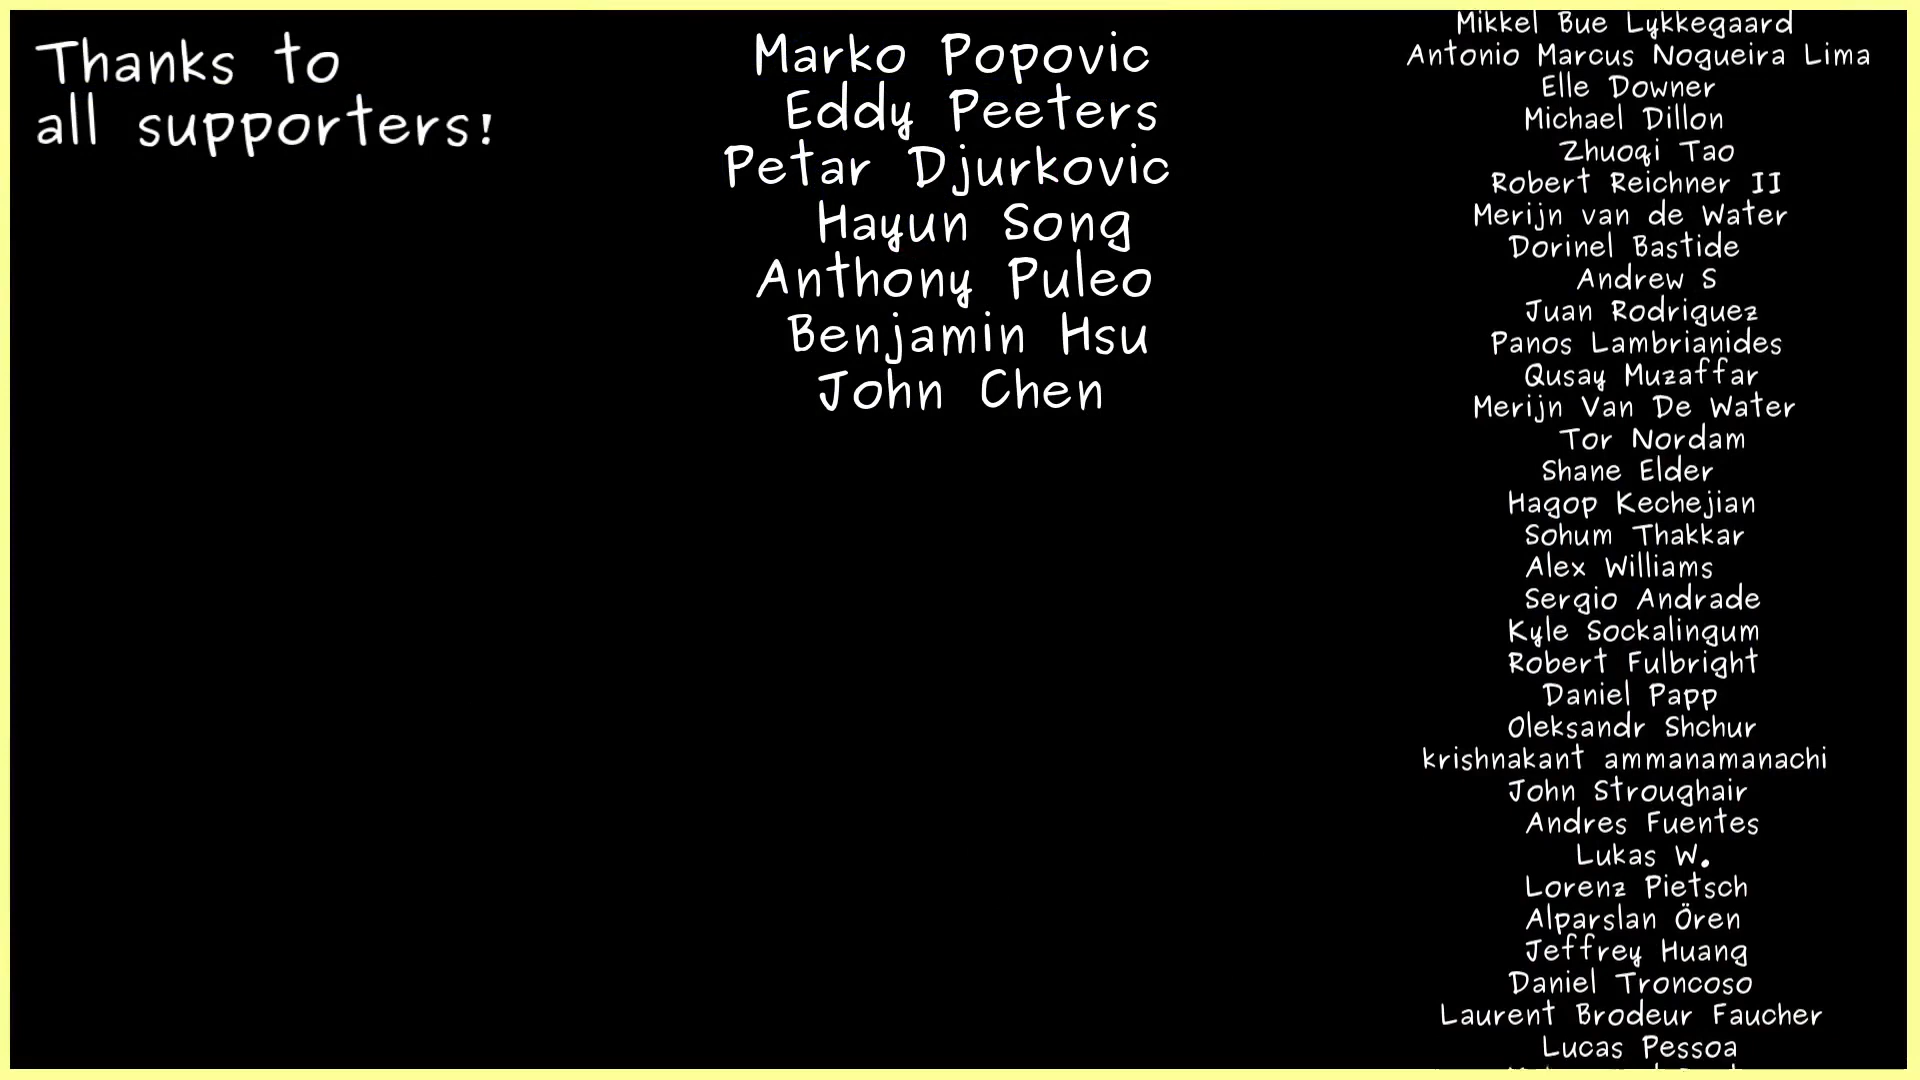 Thanks to
all supporters!
Marko Popovic
Eddy Peeters
Petar Djurkovic
Hayun Song
Anthony Puleo
Benjamin Hsu
John Chen
Mikkel Bue Lykkegaard
Antonio Marcus Nogueira Lima
Elle Downer
Michael Dillon
Zhuoqi Tao
Robert Reichner II
Merijn van de Water
Dorinel Bastide
Andrew S
Juan Rodriguez
Panos Lambrianides
Qusay Muzaffar
Merijn Van De Water
Tor Nordam
Shane Elder
Hagop Kechejian
Sohum Thakkar
Alex Williams
Sergio Andrade
Kyle Sockalingum
Robert Fulbright
Daniel Papp
Oleksandr Shchur
krishnakant ammanamanachi
John Stroughair
Andres Fuentes
Lukas W.
Lorenz Pietsch
Alparslan Ören
Jeffrey Huang
Daniel Troncoso
Laurent Brodeur Faucher
Lucas Pessoa